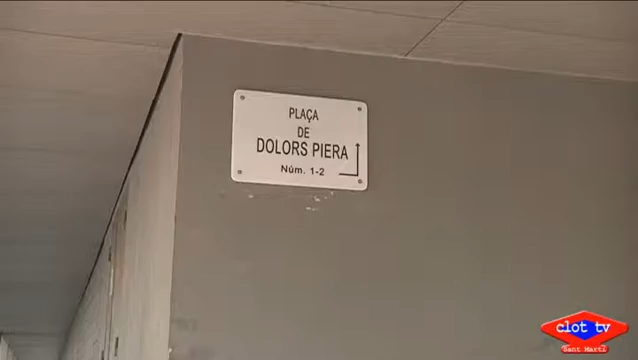 PLAÇA
DE
DOLORS PIERA
Núm. 1-2
clot tv
Sant Martí